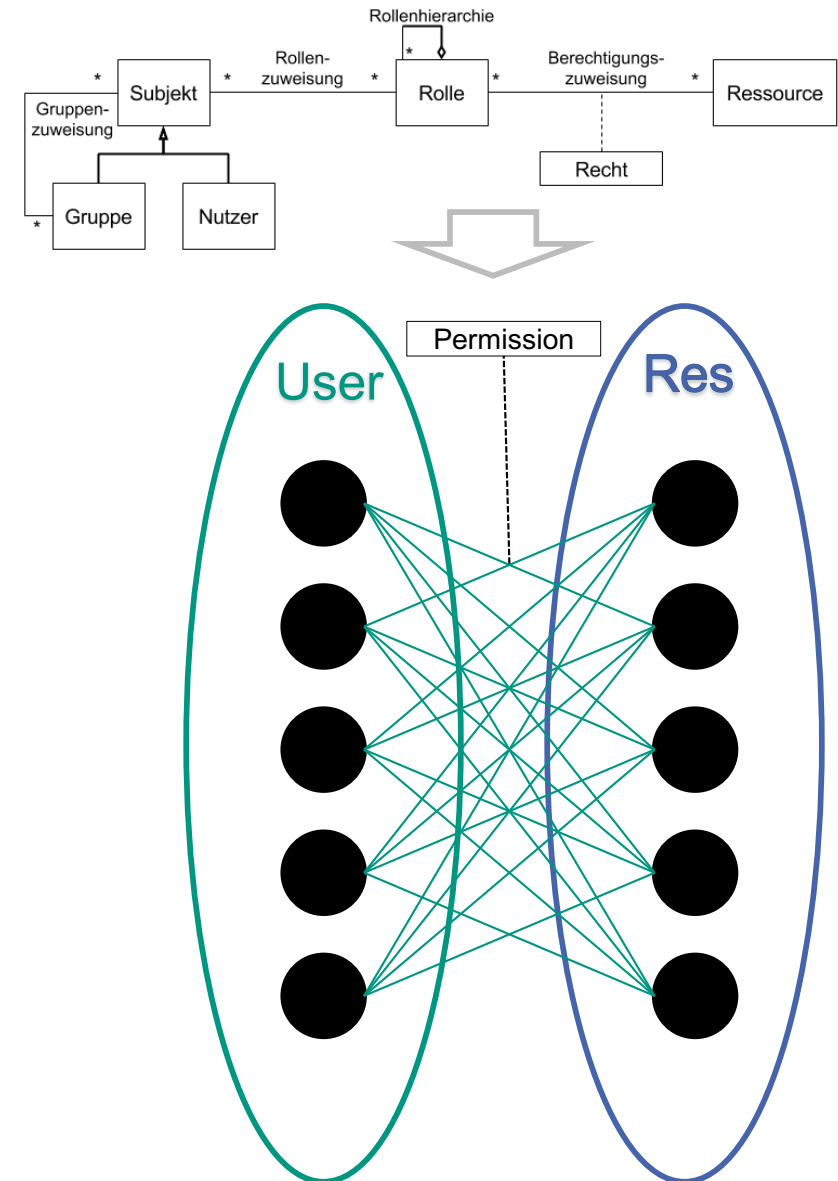 Rollenhierarchie
*
*
Subjekt
*
Rollen-
zuweisung
*
Rolle
*
Berechtigungs-
zuweisung
*
Ressource
Gruppen-
zuweisung
Recht
*
Gruppe
Nutzer
Permission
User
Res